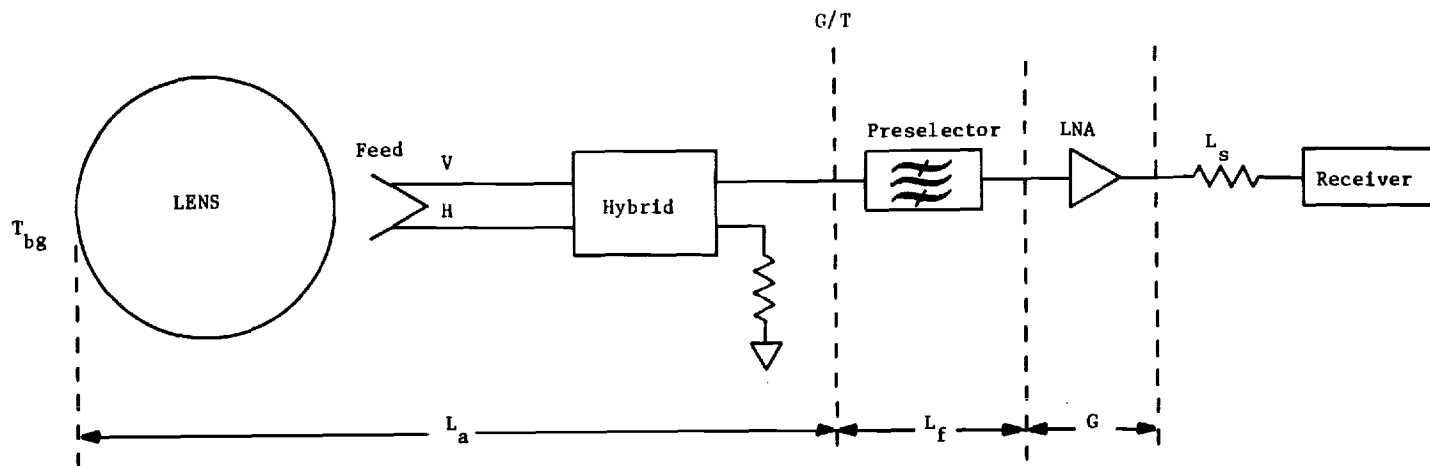 G/T
Preselector
LNA
L_s
Feed
V
LENS
Hybrid
Receiver
H
T_bg
L_a
L_f
G